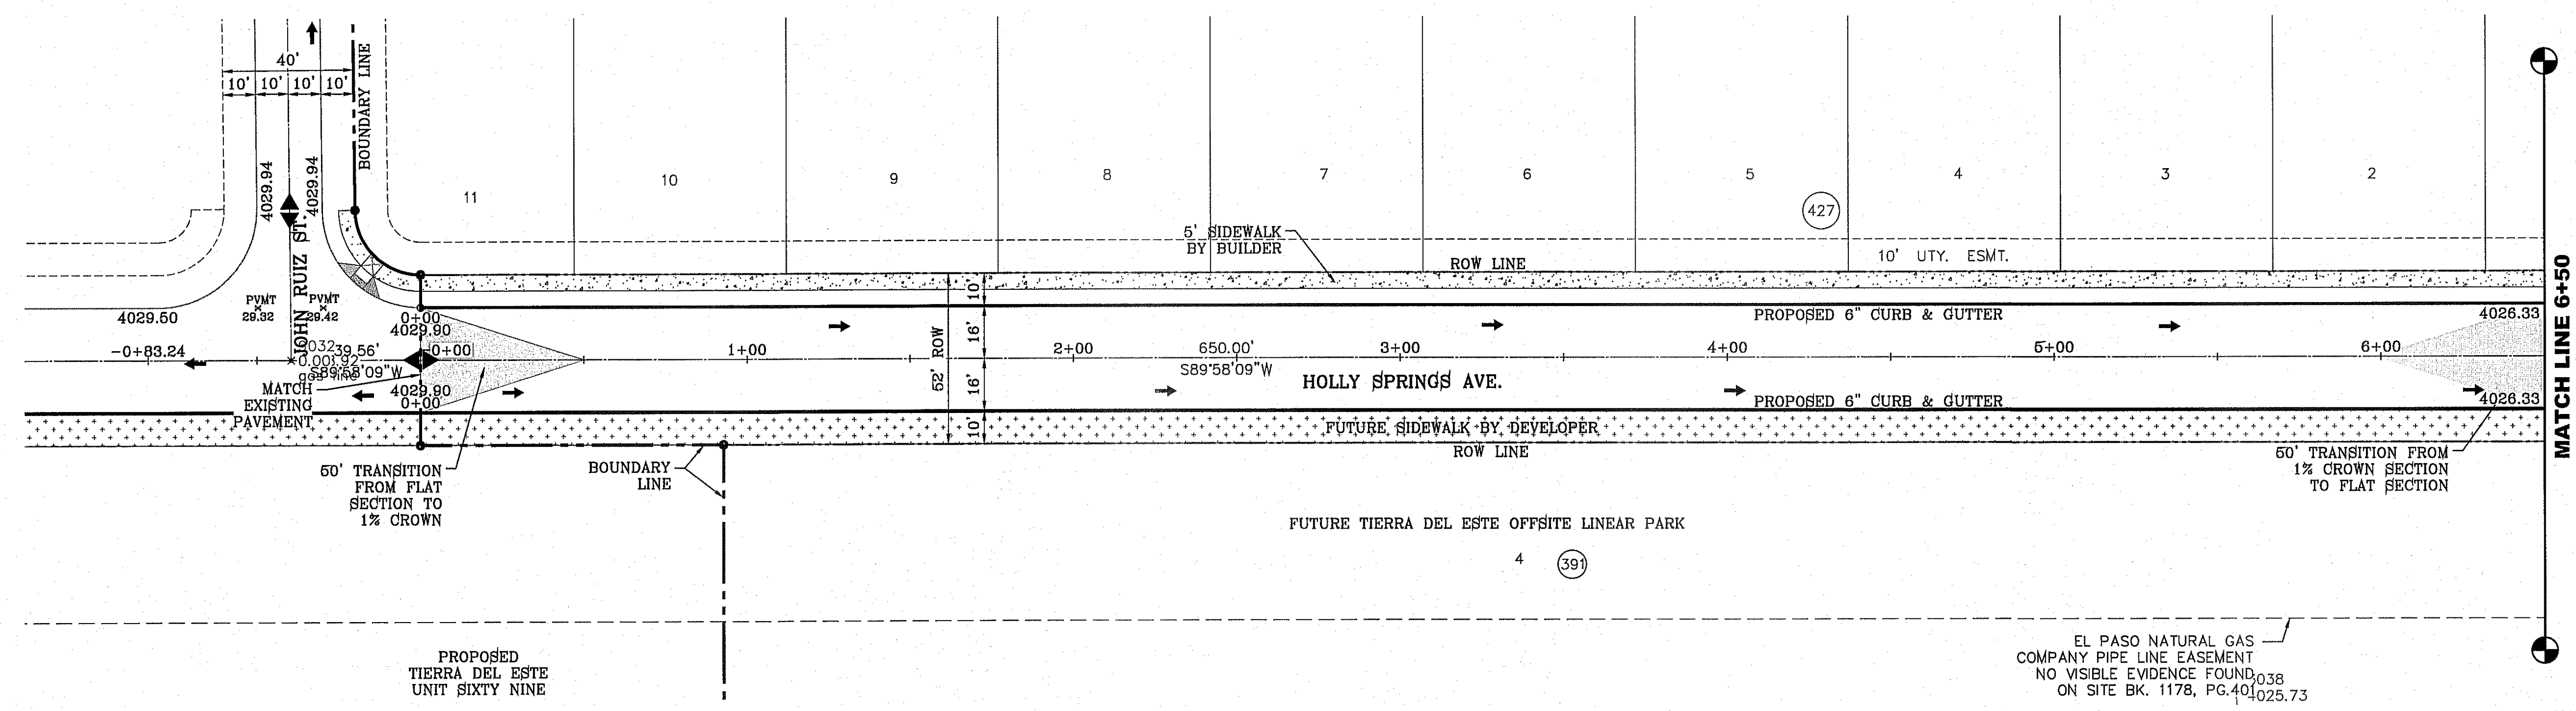 40'
10' 10' 10' 10'
BOUNDARY LINE
4029.94
4029.94
JOHN RUIZ ST.
11
10
9
8
7
6
5
4
3
2
427
5' SIDEWALK
BY BUILDER
10' UTY. ESMT.
ROW LINE
PVMT
29.32
PVMT
29.42
4029.50
0+00
4029.90
-0+83.24
39.56'
S89°58'09"W
gas line
0+00
4029.90
0+00
MATCH
EXISTING
PAVEMENT
10'
16'
52' ROW
16'
10'
PROPOSED 6" CURB & GUTTER
4026.33
1+00
2+00
650.00'
3+00
4+00
5+00
6+00
S89°58'09"W
HOLLY SPRINGS AVE.
PROPOSED 6" CURB & GUTTER
4026.33
FUTURE SIDEWALK BY DEVELOPER
ROW LINE
MATCH LINE 6+50
50' TRANSITION
FROM FLAT
SECTION TO
1% CROWN
BOUNDARY
LINE
50' TRANSITION FROM
1% CROWN SECTION
TO FLAT SECTION
FUTURE TIERRA DEL ESTE OFFSITE LINEAR PARK
4
391
PROPOSED
TIERRA DEL ESTE
UNIT SIXTY NINE
EL PASO NATURAL GAS
COMPANY PIPE LINE EASEMENT
NO VISIBLE EVIDENCE FOUND
ON SITE BK. 1178, PG.401